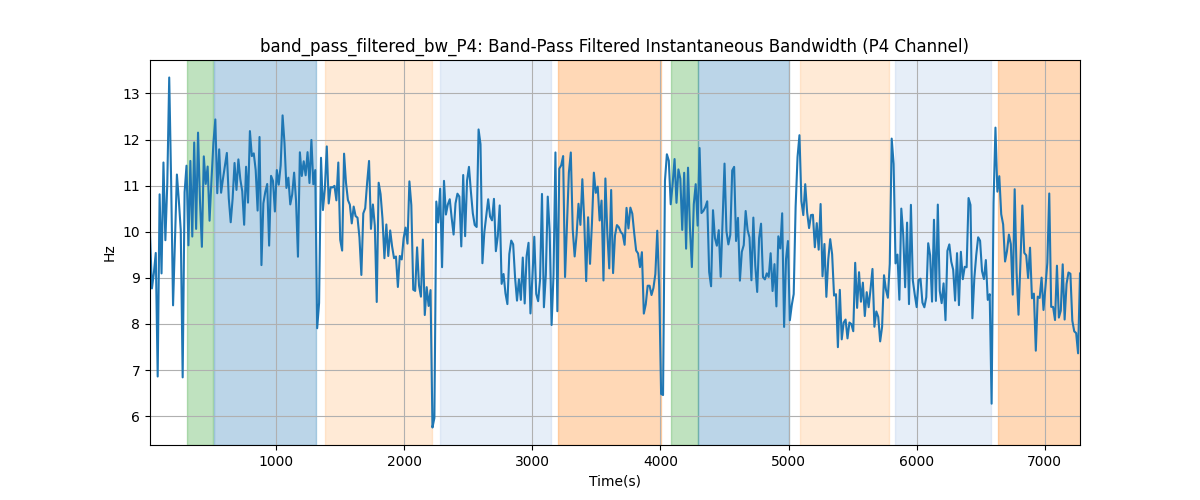 band_pass_filtered_bw_P4: Band-Pass Filtered Instantaneous Bandwidth (P4 Channel)
Hz
13
12
11
10
9
8
7
6
1000 2000 3000 4000 5000 6000 7000
Time(s)